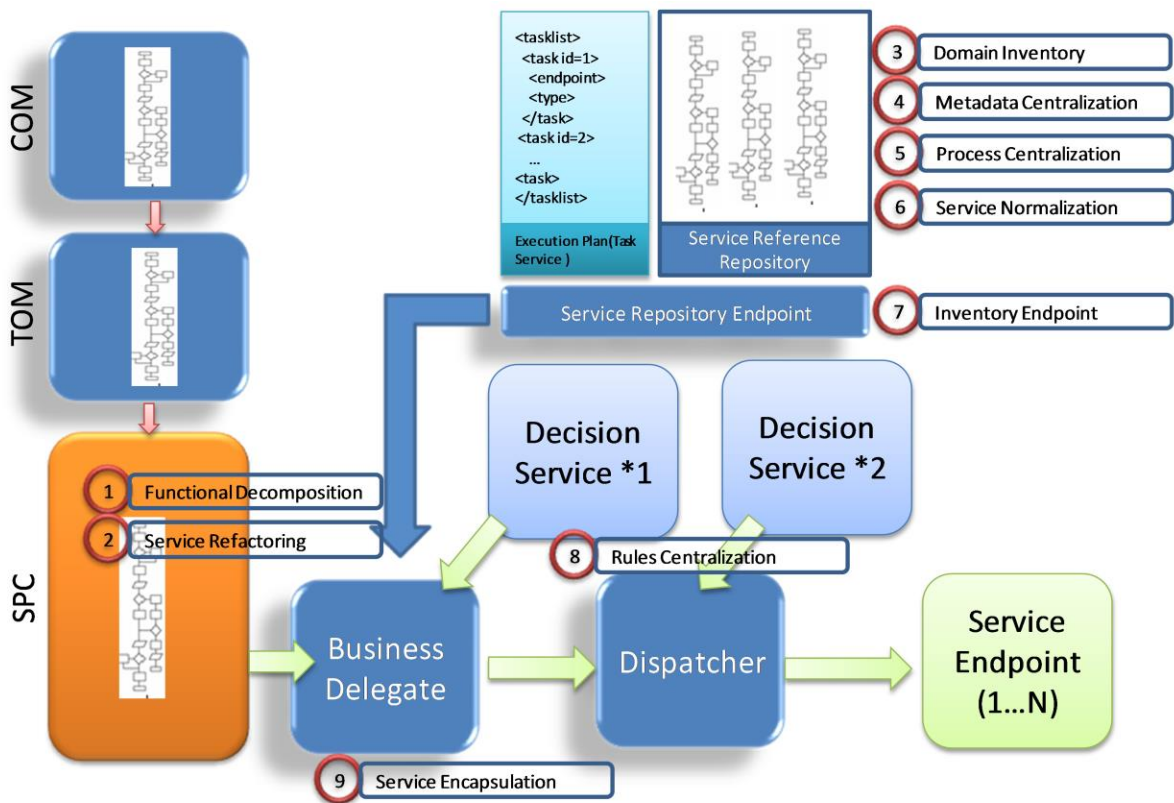 COM
TOM
SPC
<tasklist>
<task id=1>
<endpoint>
<type>
</task>
<task id=2>
...
<task>
</tasklist>
Execution Plan(Task
Service )
Service Reference
Repository
3
Domain Inventory
4
Metadata Centralization
5
Process Centralization
6
Service Normalization
Service Repository Endpoint
7
Inventory Endpoint
1
Functional Decomposition
2
Service Refactoring
Decision
Service *1
Decision
Service *2
8
Rules Centralization
Business
Delegate
Dispatcher
Service
Endpoint
(1...N)
9
Service Encapsulation